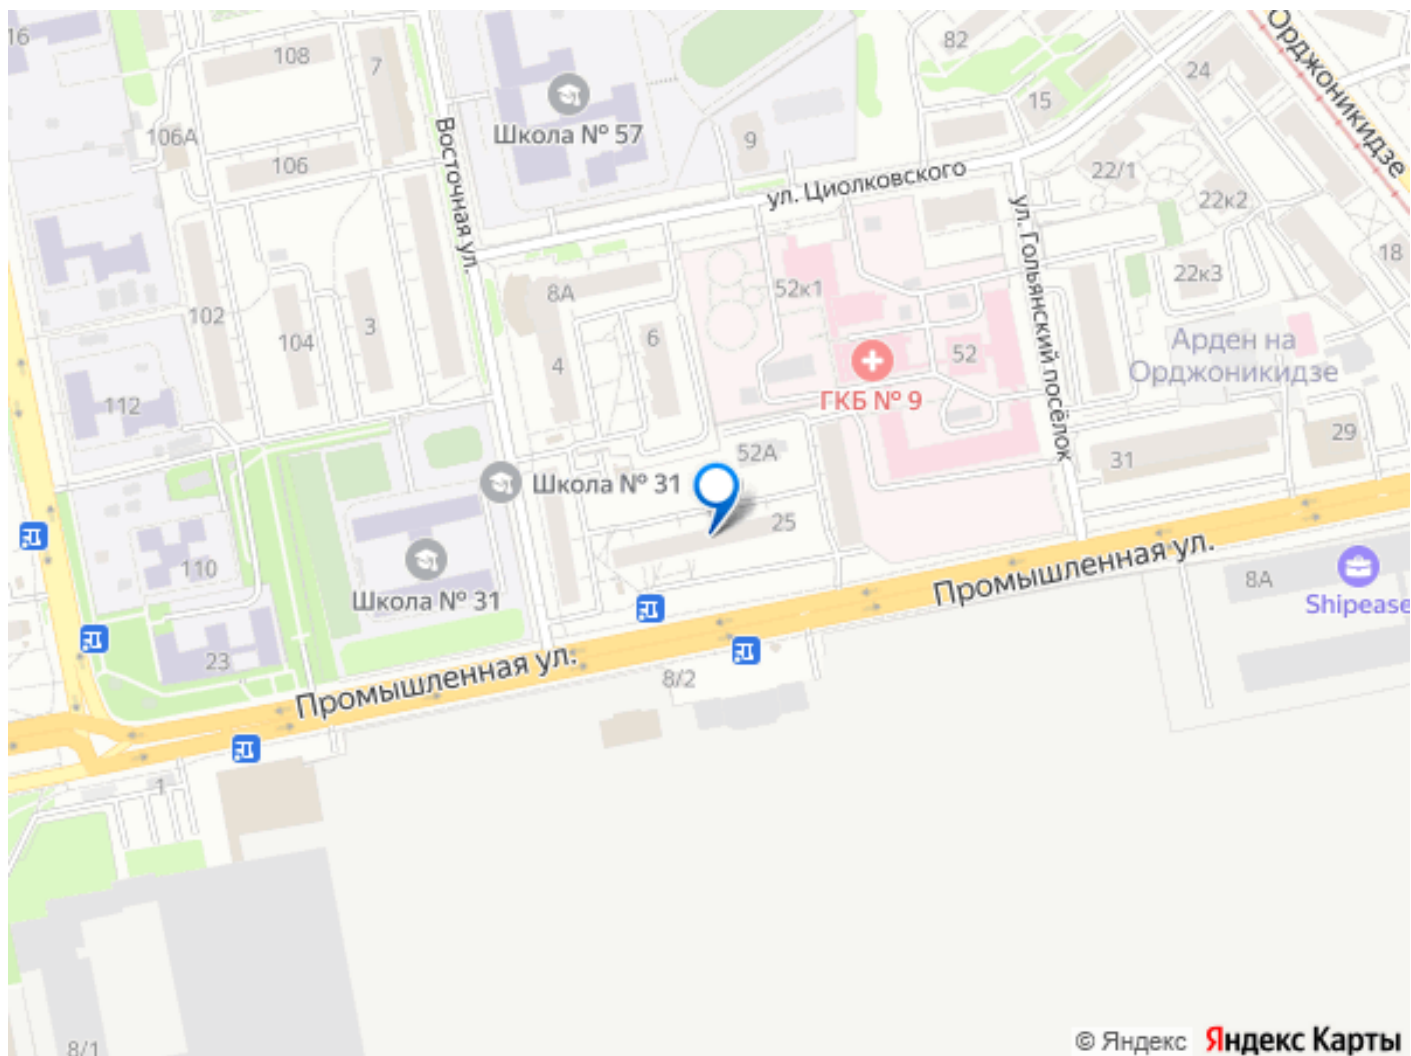 16
108
7
82
24
Орджоникидзе
15
Школа № 57
106А
Восточная ул.
9
106
ул. Циолковского
22/1
22к2
ул. Гольянский посёлок
18
22к3
52к1
8А
102
3
104
6
4
52
Арден на
Орджоникидзе
ГКБ № 9
112
29
31
52А
Школа № 31
25
110
Школа № 31
Промышленная ул.
8А
Shipease
23
Промышленная ул.
8/2
1
8/1
© Яндекс Яндекс Карты